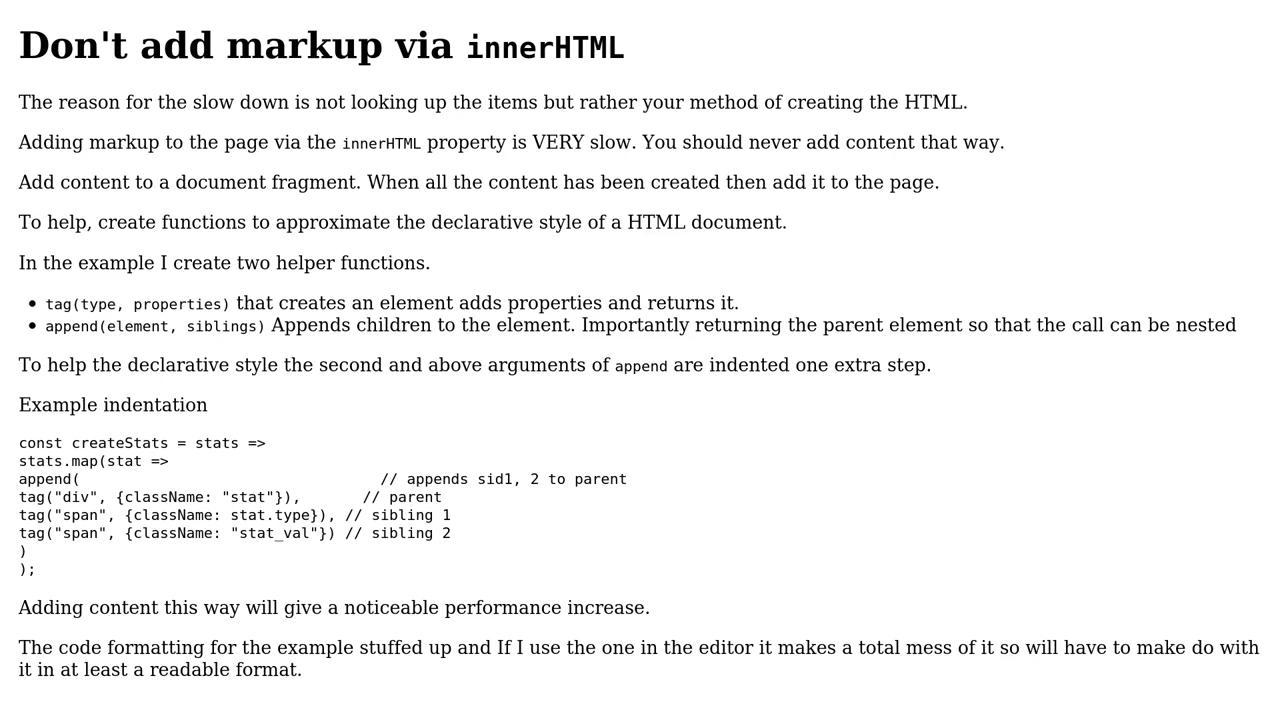 Don't add markup via innerHTML
The reason for the slow down is not looking up the items but rather your method of creating the HTML.
Adding markup to the page via the innerHTML property is VERY slow. You should never add content that way.
Add content to a document fragment. When all the content has been created then add it to the page.
To help, create functions to approximate the declarative style of a HTML document.
In the example I create two helper functions.
• tag(type, properties) that creates an element adds properties and returns it.
• append(element, siblings) Appends children to the element. Importantly returning the parent element so that the call can be nested
To help the declarative style the second and above arguments of append are indented one extra step.
Example indentation
const createStats = stats =>
stats.map(stat =>
append(                                  // appends sid1, 2 to parent
tag("div", {className: "stat"}),       // parent
tag("span", {className: stat.type}), // sibling 1
tag("span", {className: "stat_val"}) // sibling 2
)
);
Adding content this way will give a noticeable performance increase.
The code formatting for the example stuffed up and If I use the one in the editor it makes a total mess of it so will have to make do with
it in at least a readable format.